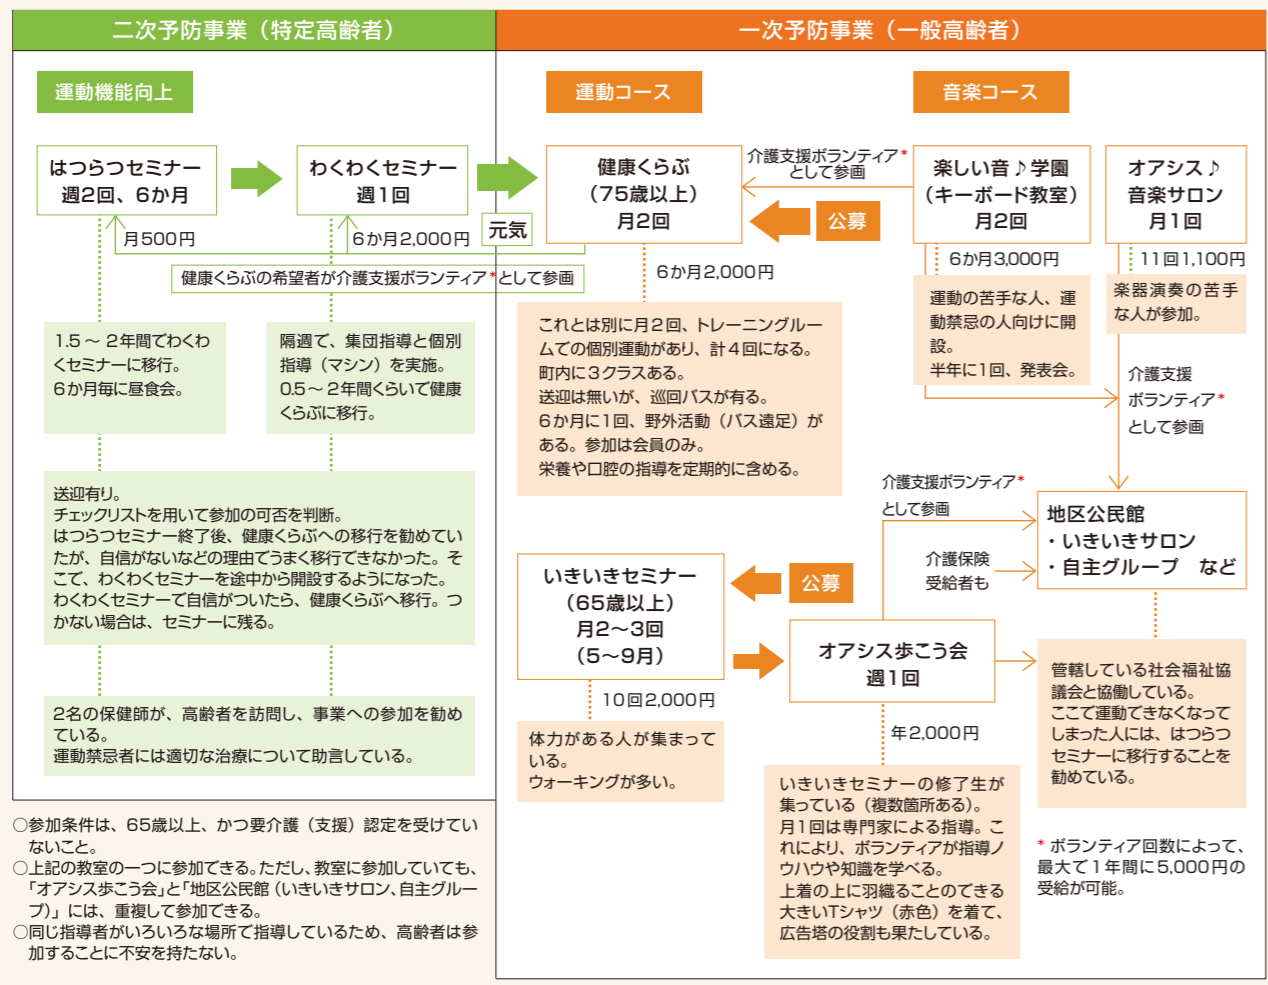 二次予防事業（特定高齢者）
一次予防事業（一般高齢者）
運動機能向上
運動コース
音楽コース
はつらつセミナー
週2回、6か月
わくわくセミナー
週1回
健康くらぶ
（75歳以上）
月2回
介護支援ボランティア*
として参画
楽しい音♪学園
（キーボード教室）
月2回
オアシス♪
音楽サロン
月1回
公募
月500円
6か月2,000円
元気
健康くらぶの希望者が介護支援ボランティア*として参画
6か月2,000円
6か月3,000円
11回1,100円
1.5～2年間でわくわ
くセミナーに移行。
6か月毎に昼食会。
隔週で、集団指導と個別
指導（マシン）を実施。
0.5～2年間くらいで健康
くらぶに移行。
これとは別に月2回、トレーニングルー
ムでの個別運動があり、計4回になる。
町内に3クラスある。
送迎は無いが、巡回バスが有る。
6か月に1回、野外活動（バス遠足）が
ある。参加は会員のみ。
栄養や口腔の指導を定期的に含める。
運動の苦手な人、運
動禁忌の人向けに開
設。
半年に1回、発表会。
楽器演奏の苦手
な人が参加。
介護支援
ボランティア*
として参画
送迎有り。
チェックリストを用いて参加の可否を判断。
はつらつセミナー終了後、健康くらぶへの移行を勧めてい
たが、自信がないなどの理由でうまく移行できなかった。そ
こで、わくわくセミナーを途中から開設するようになった。
わくわくセミナーで自信がついたら、健康くらぶへ移行。つ
かない場合は、セミナーに残る。
2名の保健師が、高齢者を訪問し、事業への参加を勧め
ている。
運動禁忌者には適切な治療について助言している。
介護支援ボランティア*
として参画
介護保険
受給者も
地区公民館
・いきいきサロン
・自主グループ　など
いきいきセミナー
（65歳以上）
月2～3回
（5～9月）
公募
オアシス歩こう会
週1回
10回2,000円
年2,000円
体力がある人が集まって
いる。
ウォーキングが多い。
いきいきセミナーの修了生が
集っている（複数箇所ある）。
月1回は専門家による指導。こ
れにより、ボランティアが指導ノ
ウハウや知識を学べる。
上着の上に羽織ることのできる
大きいTシャツ（赤色）を着て、
広告塔の役割も果たしている。
管轄している社会福祉協
議会と協働している。
ここで運動できなくなって
しまった人には、はつらつ
セミナーに移行することを
勧めている。
* ボランティア回数によって、
最大で1年間に5,000円の
受給が可能。
○参加条件は、65歳以上、かつ要介護（支援）認定を受けてい
ないこと。
○上記の教室の一つに参加できる。ただし、教室に参加していても、
「オアシス歩こう会」と「地区公民館（いきいきサロン、自主グルー
プ）」には、重複して参加できる。
○同じ指導者がいろいろな場所で指導しているため、高齢者は参
加することに不安を持たない。